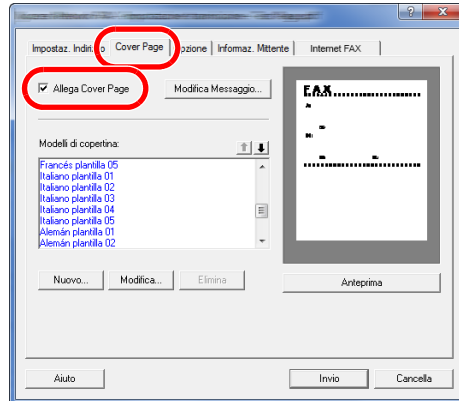 Impostaz. Indiri o Cover Page pzione Informaz. Mittente Internet FAX
Allega Cover Page Modifica Messaggio...
FAX
Modelli di copertina:
Francés plantilla 05
Italiano plantilla 01
Italiano plantilla 02
Italiano plantilla 03
Italiano plantilla 04
Italiano plantilla 05
Alemán plantilla 01
Alemán plantilla 02
Nuovo... Modifica... Elimina Anteprima
Aiuto Invio Cancella